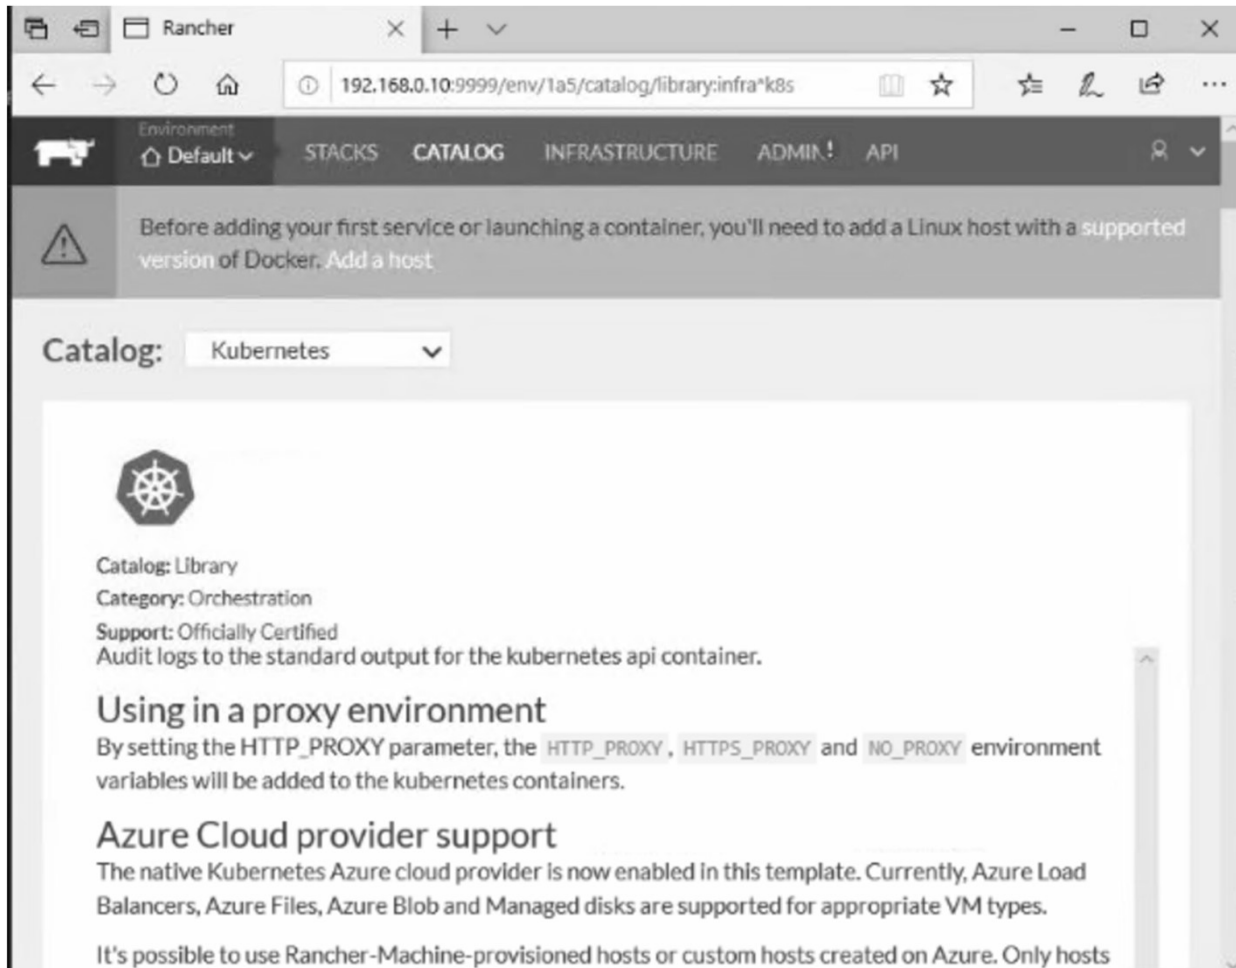 Rancher
192.168.0.10:9999/env/1a5/catalog/library:infra*k8s
Environment
Default
STACKS CATALOG INFRASTRUCTURE ADMIN ! API
Before adding your first service or launching a container, you'll need to add a Linux host with a supported
version of Docker. Add a host
Catalog: Kubernetes
Catalog: Library
Category: Orchestration
Support: Officially Certified
Audit logs to the standard output for the kubernetes api container.
Using in a proxy environment
By setting the HTTP_PROXY parameter, the HTTP_PROXY, HTTPS_PROXY and NO_PROXY environment
variables will be added to the kubernetes containers.
Azure Cloud provider support
The native Kubernetes Azure cloud provider is now enabled in this template. Currently, Azure Load
Balancers, Azure Files, Azure Blob and Managed disks are supported for appropriate VM types.
It's possible to use Rancher-Machine-provisioned hosts or custom hosts created on Azure. Only hosts